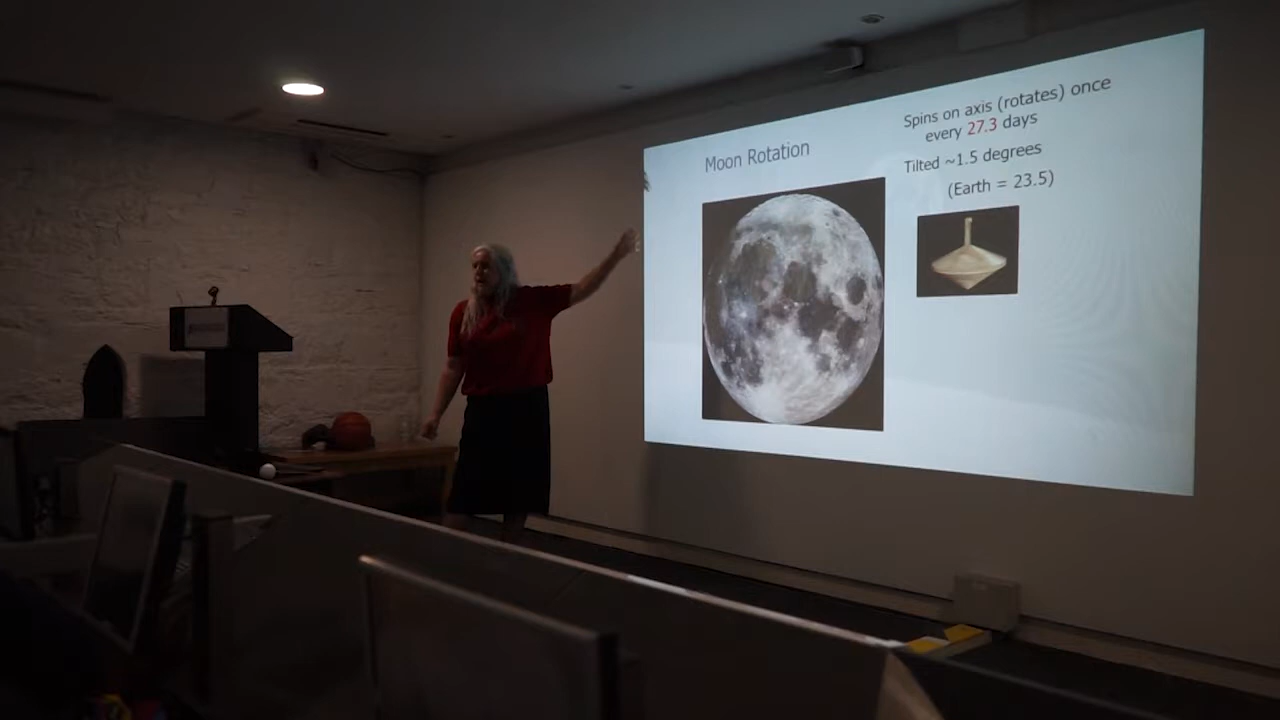 Moon Rotation
Spins on axis (rotates) once
every 27.3 days
Tilted ~1.5 degrees
(Earth = 23.5)